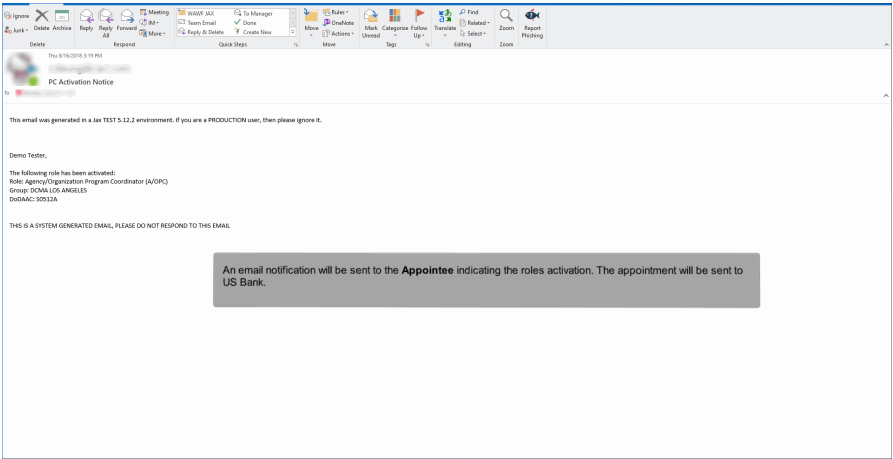 Ignore
Junk
Delete
Archive
Reply
Reply All
Forward
Meeting
IM
More
WAWF JAX
Team Email
Reply & Delete
To Manager
Done
Create New
Move
Rules
OneNote
Actions
Mark Unread
Categorize
Follow Up
Translate
Find
Related
Select
Zoom
Report Phishing
Delete
Respond
Quick Steps
Move
Tags
Editing
Zoom
Thu 8/16/2018 3:19 PM
PC Activation Notice
To
This email was generated in a Jax TEST 5.12.2 environment. If you are a PRODUCTION user, then please ignore it.
Demo Tester,
The following role has been activated:
Role: Agency/Organization Program Coordinator (A/OPC)
Group: DCMA LOS ANGELES
DoDAAC: S0512A
THIS IS A SYSTEM GENERATED EMAIL, PLEASE DO NOT RESPOND TO THIS EMAIL
An email notification will be sent to the Appointee indicating the roles activation. The appointment will be sent to
US Bank.